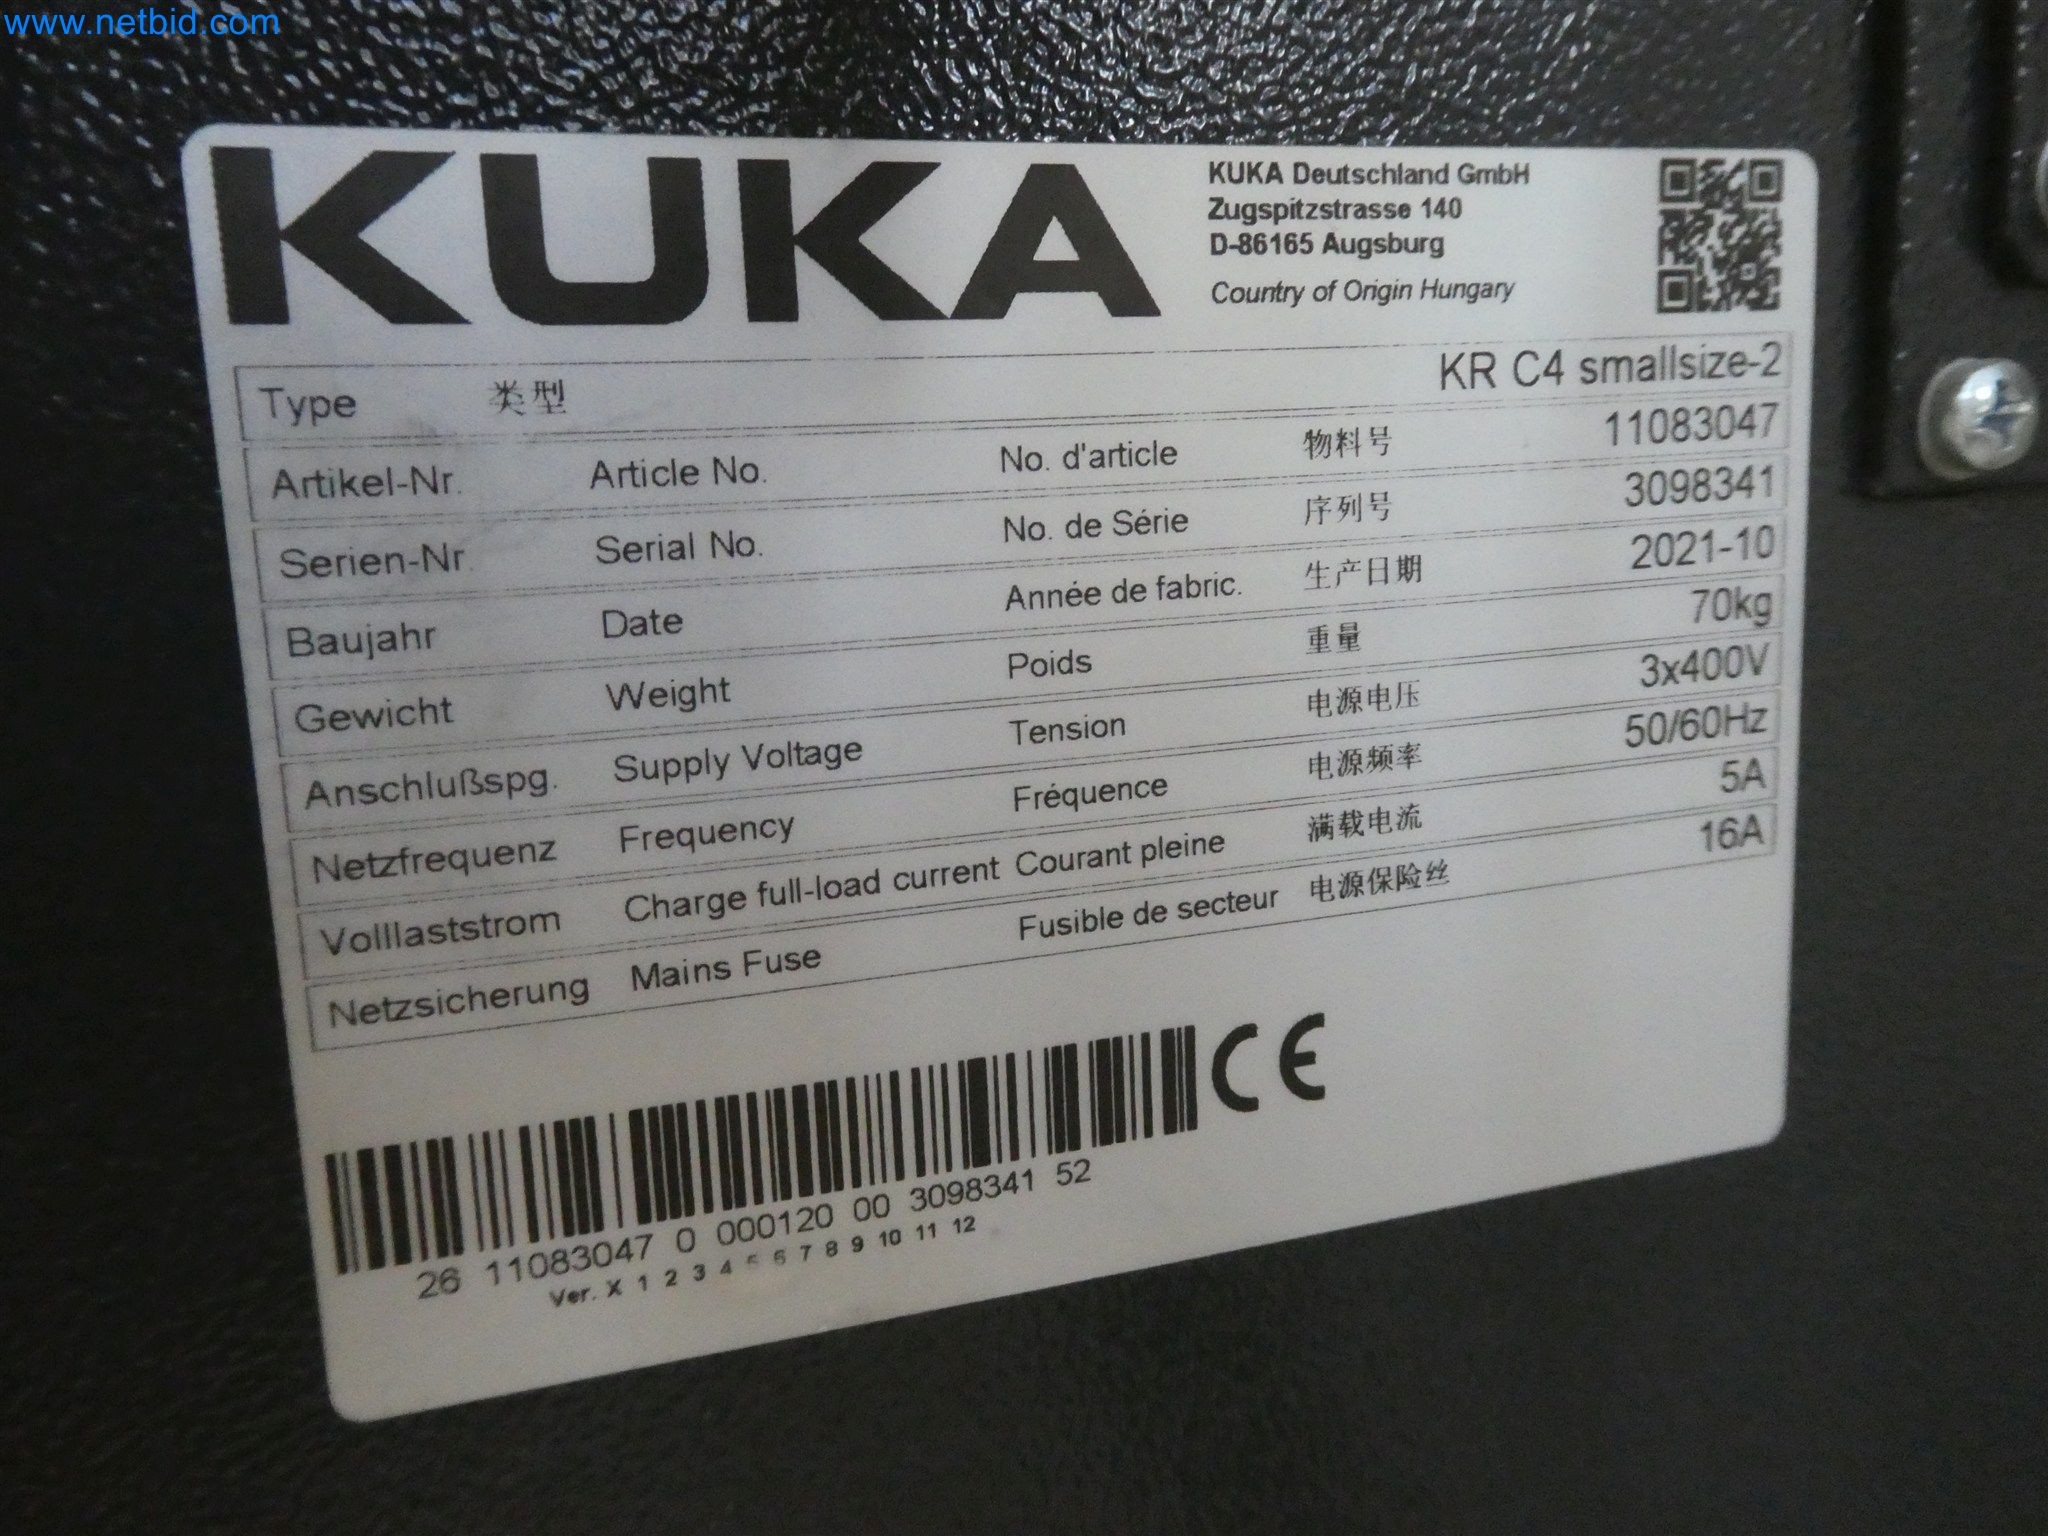 www.netbid.com
KUKA
KUKA Deutschland GmbH
Zugspitzstrasse 140
D-86165 Augsburg
Country of Origin Hungary
Type 类型 KR C4 smallsize-2
Artikel-Nr. Article No. No. d'article 物料号 11083047
Serien-Nr. Serial No. No. de Série 序列号 3098341
Baujahr Date Année de fabric. 生产日期 2021-10
Gewicht Weight Poids 重量 70kg
Anschlußspg. Supply Voltage Tension 电源电压 3x400V
Netzfrequenz Frequency Fréquence 电源频率 50/60Hz
Volllaststrom Charge full-load current Courant pleine 满载电流 5A
Netzsicherung Mains Fuse Fusible de secteur 电源保险丝 16A
CE
26 11083047 0 000120 00 3098341 52
Ver. X 1 2 3 4 5 6 7 8 9 10 11 12